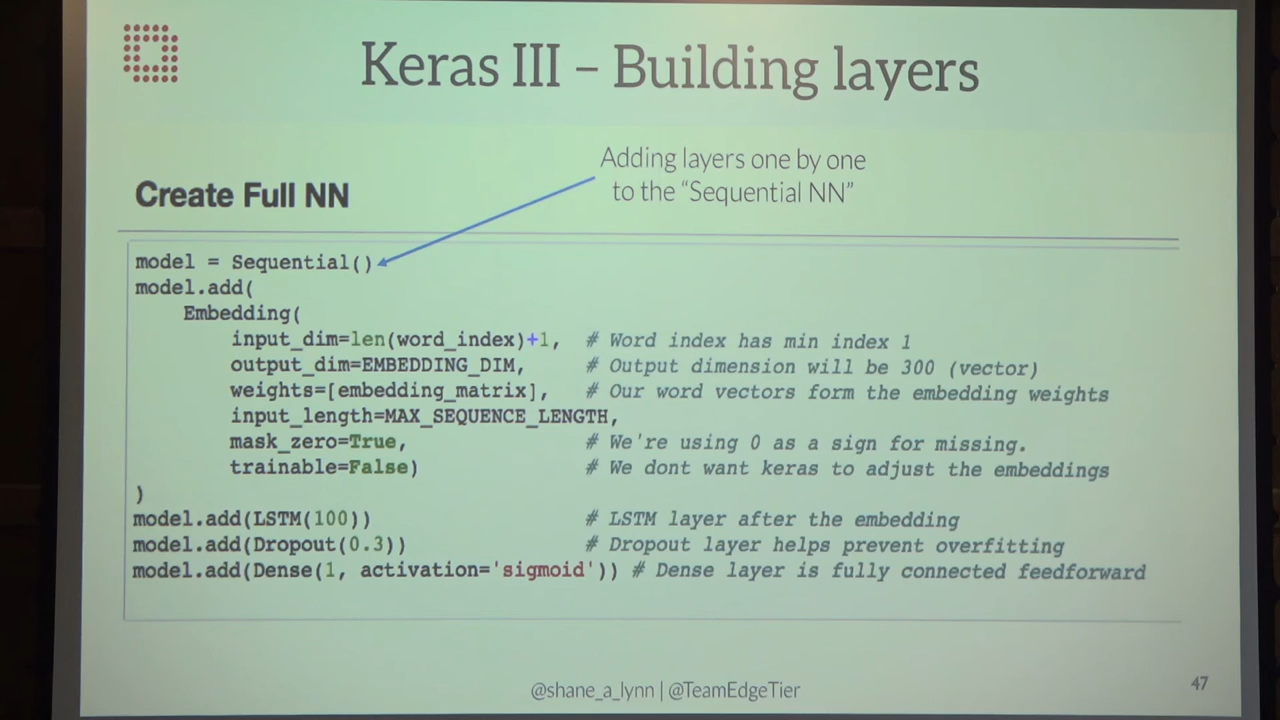 Keras III – Building layers
Adding layers one by one
to the “Sequential NN”
Create Full NN
model = Sequential()
model.add(
    Embedding(
        input_dim=len(word_index)+1,   # Word index has min index 1
        output_dim=EMBEDDING_DIM,      # Output dimension will be 300 (vector)
        weights=[embedding_matrix],    # Our word vectors form the embedding weights
        input_length=MAX_SEQUENCE_LENGTH,
        mask_zero=True,                # We're using 0 as a sign for missing.
        trainable=False)               # We dont want keras to adjust the embeddings
)
model.add(LSTM(100))                   # LSTM layer after the embedding
model.add(Dropout(0.3))                # Dropout layer helps prevent overfitting
model.add(Dense(1, activation='sigmoid')) # Dense layer is fully connected feedforward
@shane_a_lynn | @TeamEdgeTier
47